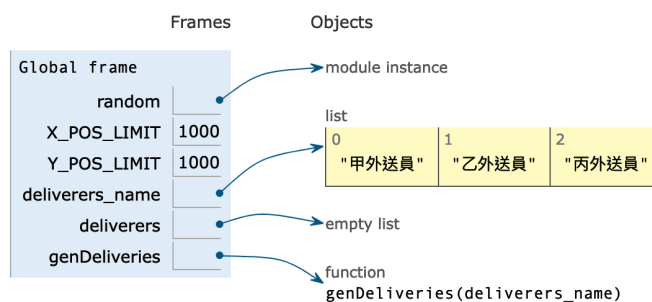 Frames Objects
Global frame
random
module instance
X_POS_LIMIT 1000
Y_POS_LIMIT 1000
deliverers_name
list
0 1 2
"甲外送員" "乙外送員" "丙外送員"
deliverers
empty list
genDeliveries
function
genDeliveries(deliverers_name)